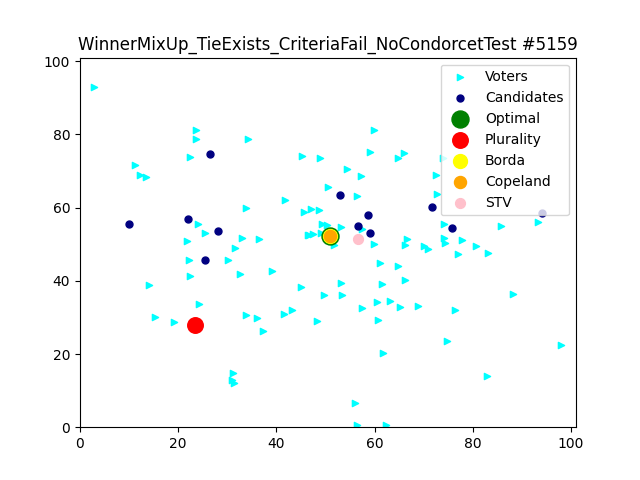 WinnerMixUp_TieExists_CriteriaFail_NoCondorcetTest #5159
100
80
60
40
20
0
0 20 40 60 80 100
Voters
Candidates
Optimal
Plurality
Borda
Copeland
STV